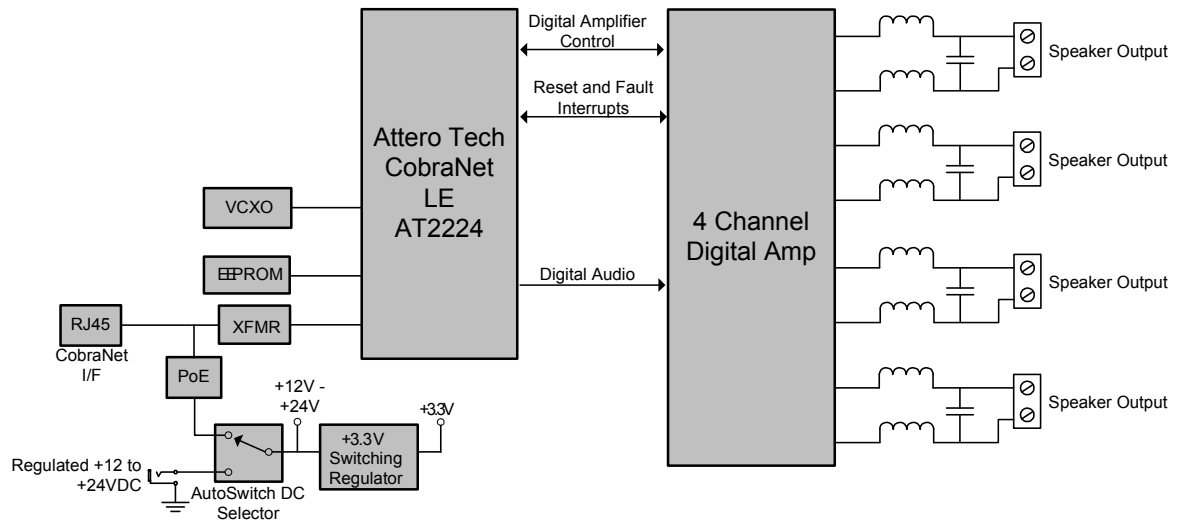 Digital Amplifier
Control
Reset and Fault
Interrupts
Attero Tech
CobraNet
LE
AT2224
VCXO
EEPROM
Digital Audio
RJ45
XFMR
CobraNet
I/F
PoE
+12V -
+24V
+3.3V
+3.3V
Switching
Regulator
Regulated +12 to
+24VDC
AutoSwitch DC
Selector
4 Channel
Digital Amp
Speaker Output
Speaker Output
Speaker Output
Speaker Output